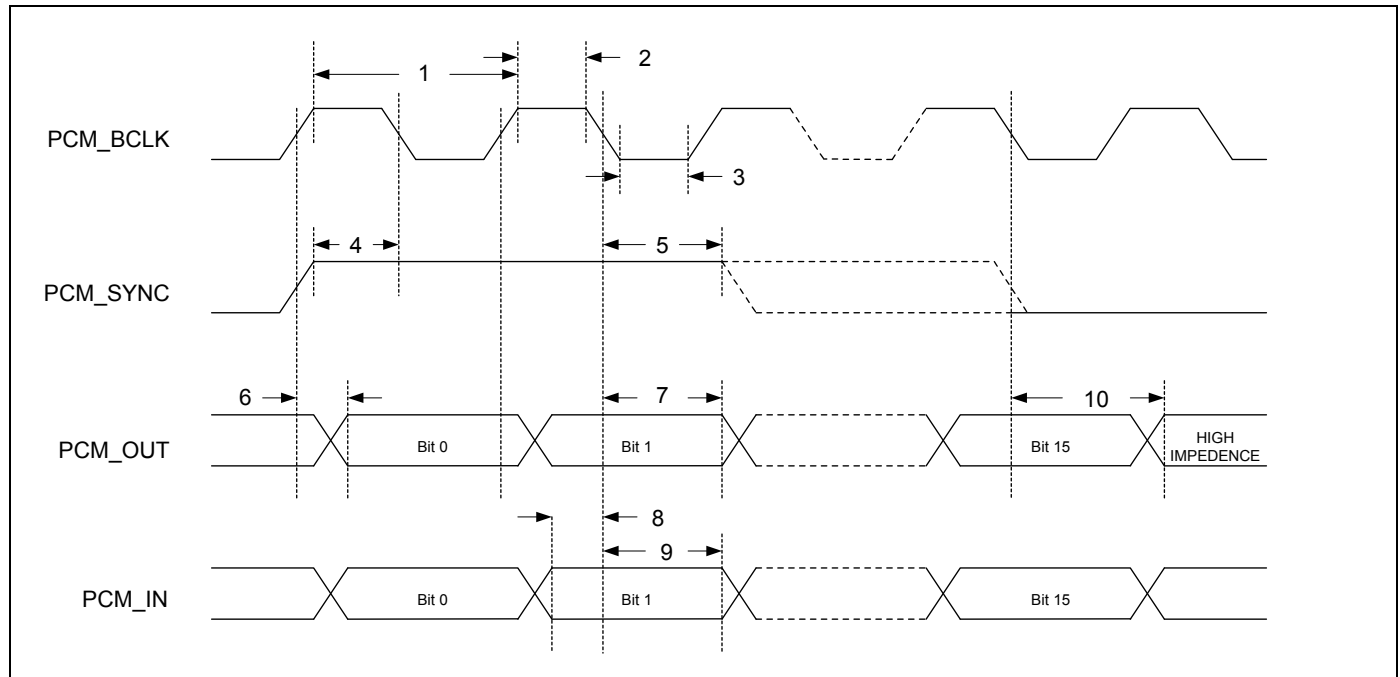 1
2
PCM_BCLK
3
4
5
PCM_SYNC
6
7
10
PCM_OUT
Bit 0
Bit 1
Bit 15
HIGH
IMPEDENCE
8
9
PCM_IN
Bit 0
Bit 1
Bit 15